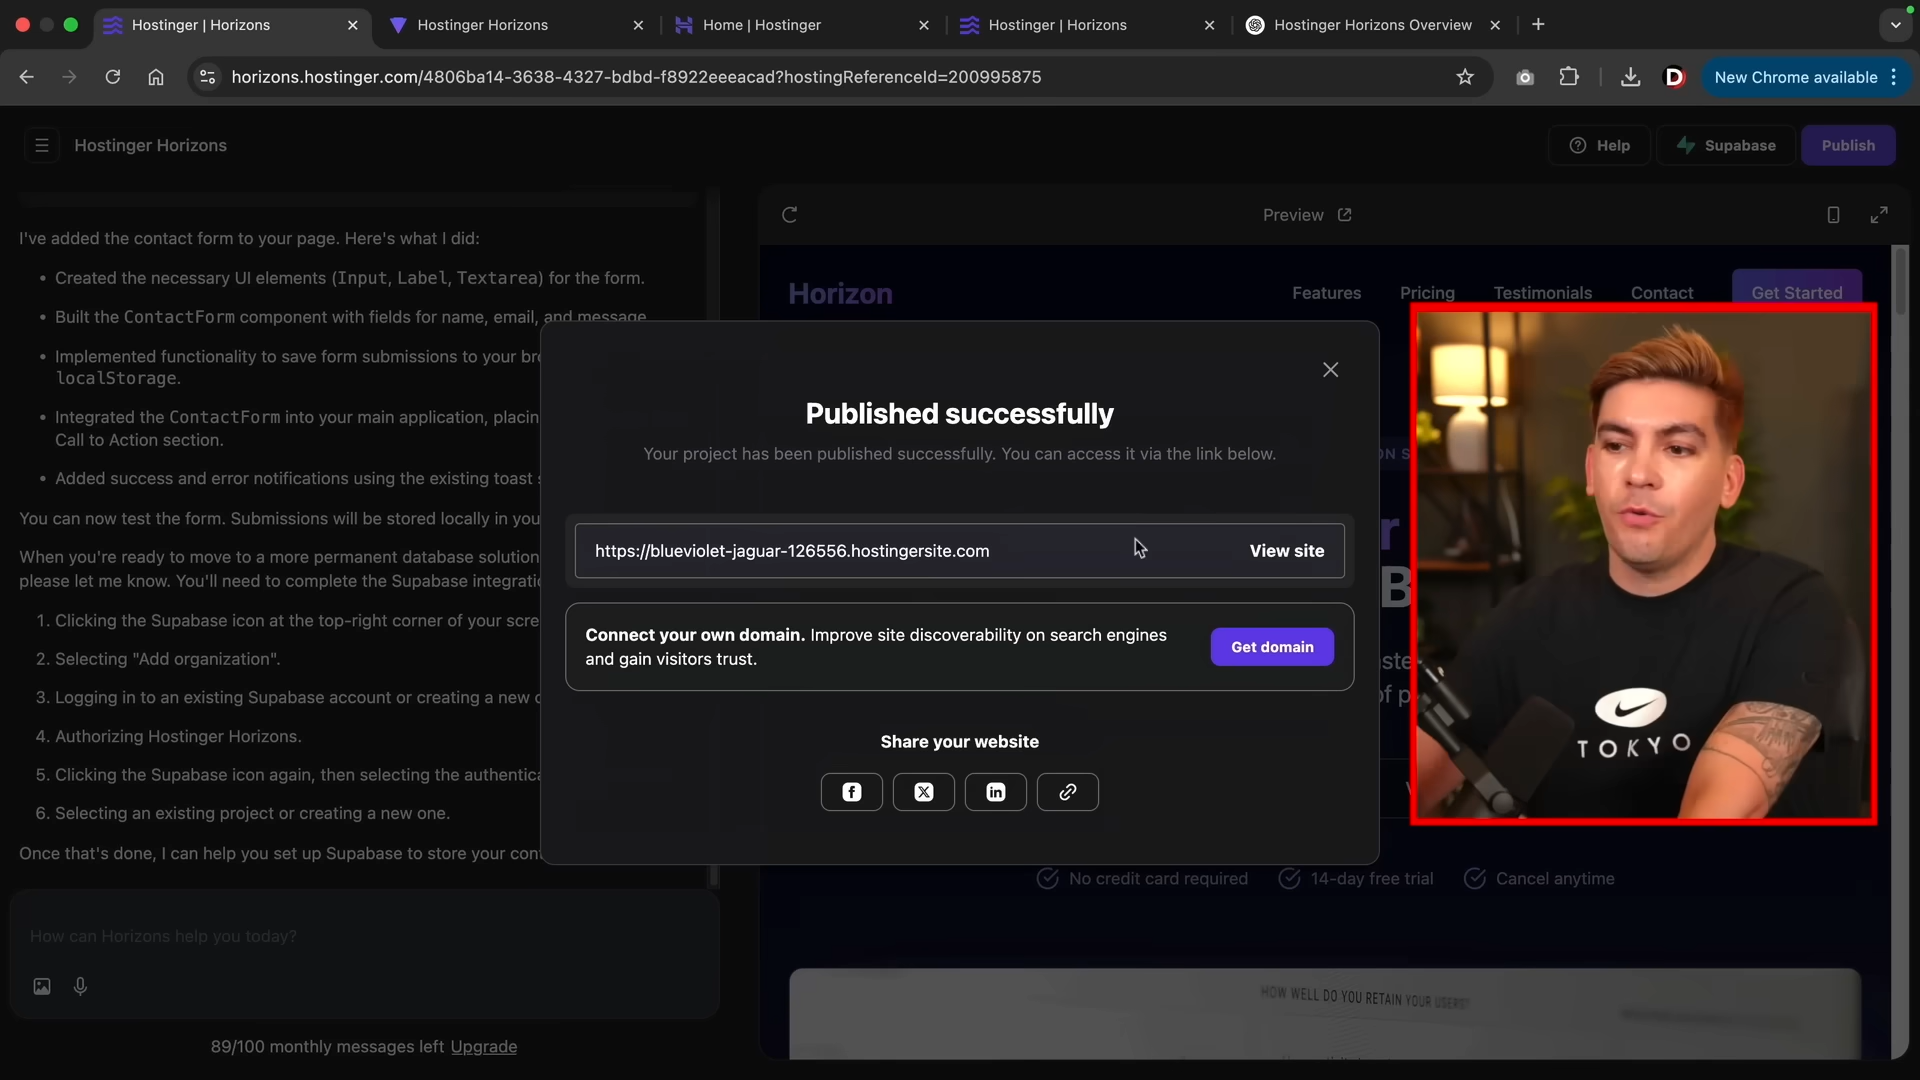 Hostinger | Horizons
Hostinger Horizons
Home | Hostinger
Hostinger | Horizons
Hostinger Horizons Overview
horizons.hostinger.com/4806ba14-3638-4327-bdbd-f8922eeeacad?hostingReferenceId=200995875
D
New Chrome available
Hostinger Horizons
Help
Supabase
Publish
I've added the contact form to your page. Here's what I did:
• Created the necessary UI elements (Input, Label, Textarea) for the form.
• Built the ContactForm component with fields for name, email, and message
• Implemented functionality to save form submissions to your
localStorage.
• Integrated the ContactForm into your main application,
Call to Action section.
• Added success and error notifications using the existing toast
You can now test the form. Submissions will be stored locally in
When you're ready to move to a more permanent database solution
please let me know. You'll need to complete the Supabase
1. Clicking the Supabase icon at the top-right corner of your
2. Selecting "Add organization".
3. Logging in to an existing Supabase account or creating a new
4. Authorizing Hostinger Horizons.
5. Clicking the Supabase icon again, then selecting the
6. Selecting an existing project or creating a new one.
Once that's done, I can help you set up Supabase to store your
How can Horizons help you today?
89/100 monthly messages left Upgrade
Preview
Horizon
Features
Pricing
Testimonials
Contact
Get Started
Published successfully
Your project has been published successfully. You can access it via the link below.
https://blueviolet-jaguar-126556.hostingersite.com
View site
Connect your own domain. Improve site discoverability on search engines
and gain visitors trust.
Get domain
Share your website
TOKYO
No credit card required
14-day free trial
Cancel anytime
HOW WELL DO YOU RETAIN YOUR USERS?